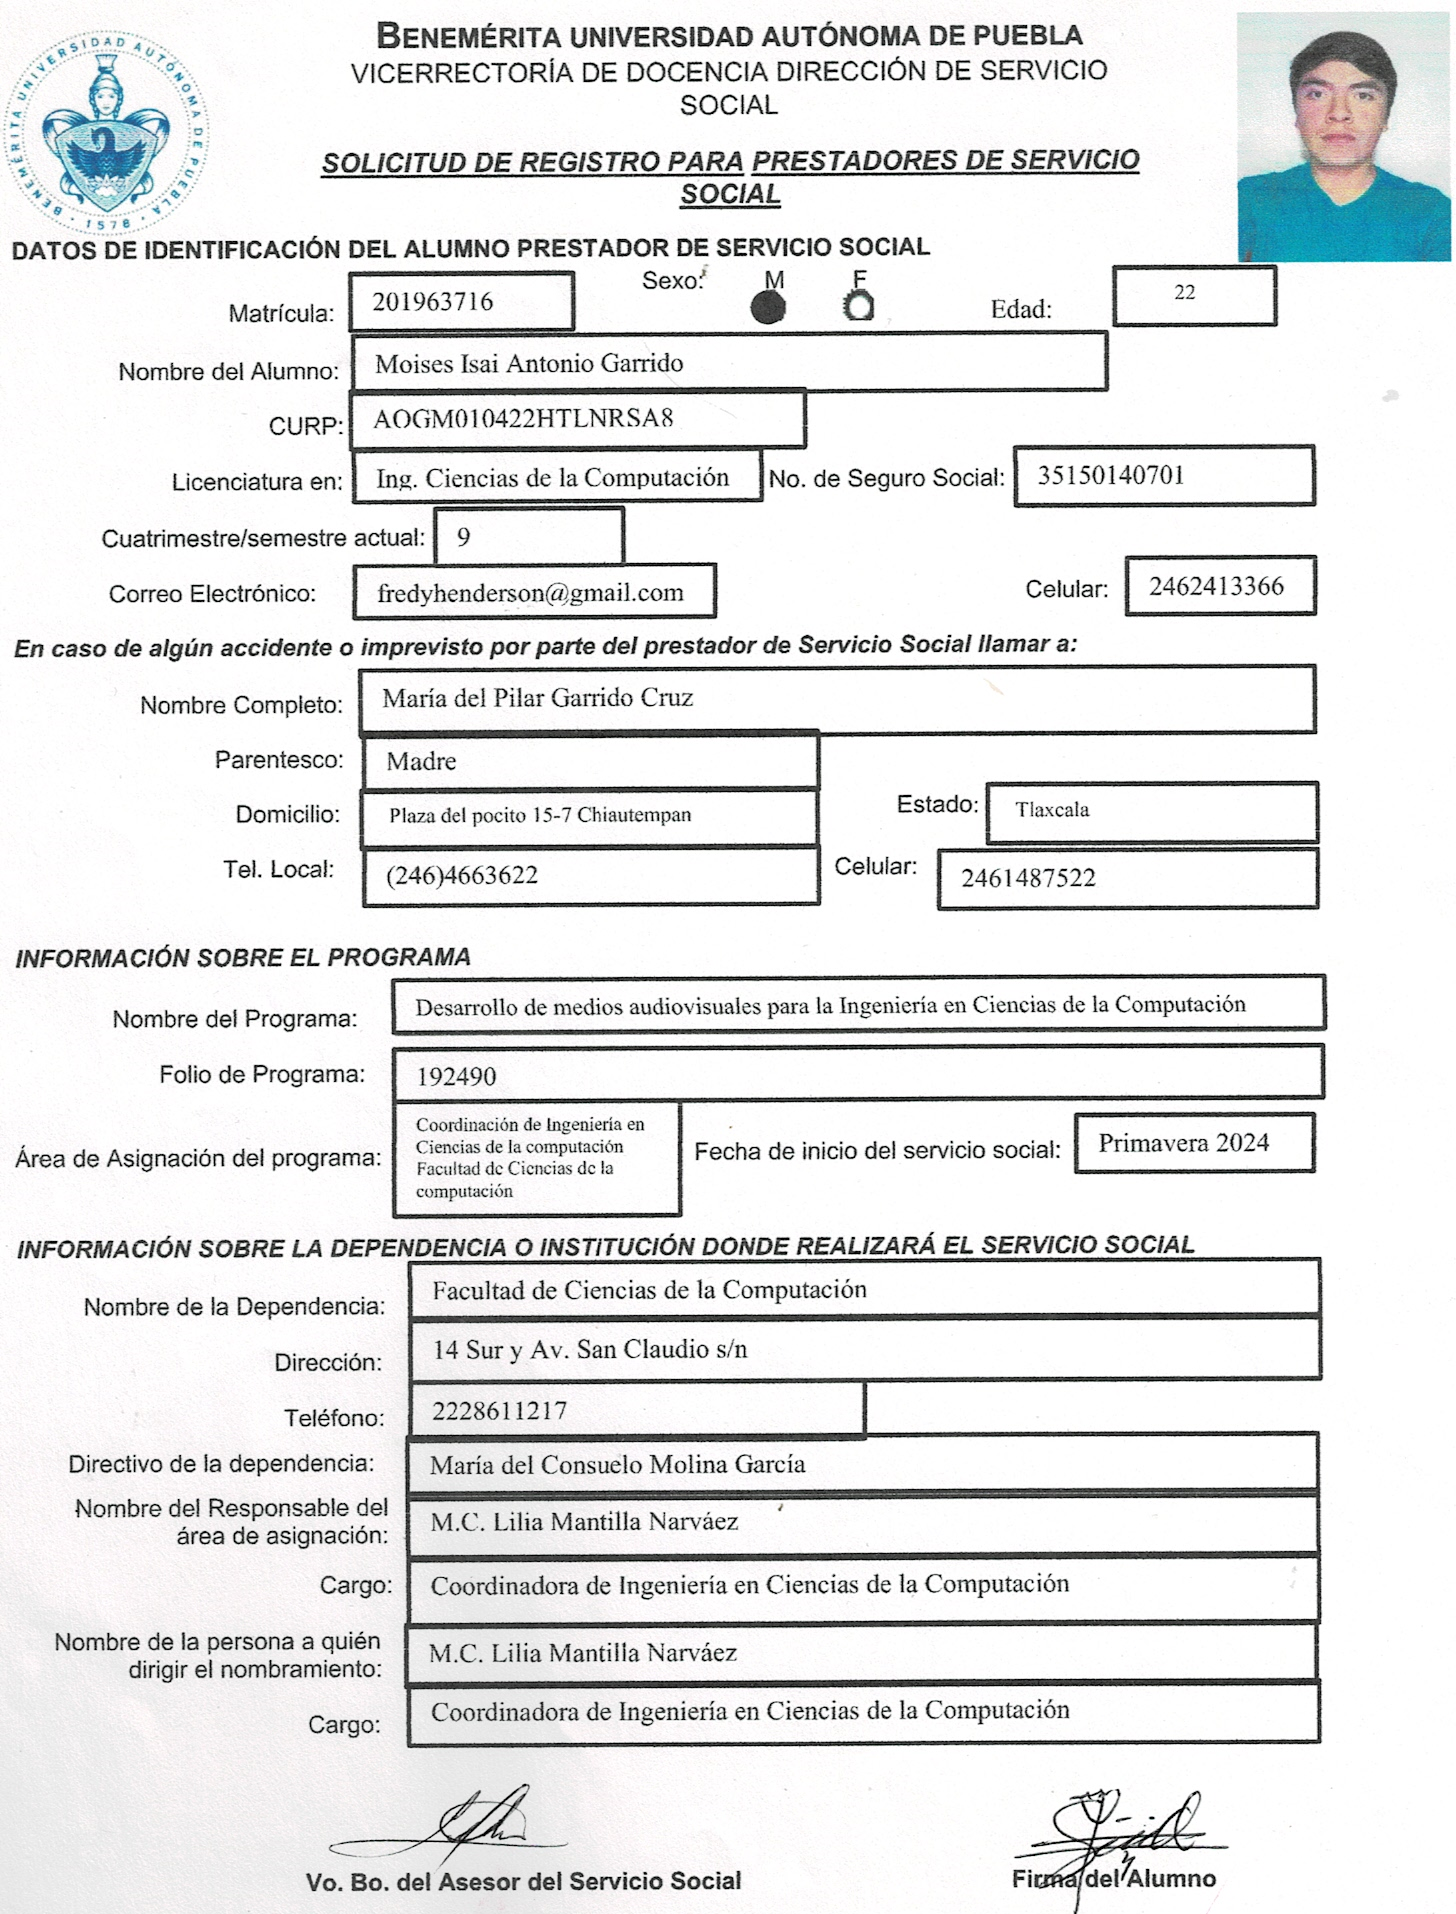 BENEMÉRITA UNIVERSIDAD AUTÓNOMA DE PUEBLA
VICERRECTORÍA DE DOCENCIA DIRECCIÓN DE SERVICIO
SOCIAL
BENEMÉRITA UNIVERSIDAD AUTÓNOMA DE PUEBLA · 1578 ·
SOLICITUD DE REGISTRO PARA PRESTADORES DE SERVICIO
SOCIAL
DATOS DE IDENTIFICACIÓN DEL ALUMNO PRESTADOR DE SERVICIO SOCIAL
Matrícula: 201963716 Sexo: M F Edad: 22
Nombre del Alumno: Moises Isai Antonio Garrido
CURP: AOGM010422HTLNRSA8
Licenciatura en: Ing. Ciencias de la Computación No. de Seguro Social: 35150140701
Cuatrimestre/semestre actual: 9
Correo Electrónico: fredyhenderson@gmail.com Celular: 2462413366
En caso de algún accidente o imprevisto por parte del prestador de Servicio Social llamar a:
Nombre Completo: María del Pilar Garrido Cruz
Parentesco: Madre
Domicilio: Plaza del pocito 15-7 Chiautempan Estado: Tlaxcala
Tel. Local: (246)4663622 Celular: 2461487522
INFORMACIÓN SOBRE EL PROGRAMA
Nombre del Programa: Desarrollo de medios audiovisuales para la Ingeniería en Ciencias de la Computación
Folio de Programa: 192490
Área de Asignación del programa:
Coordinación de Ingeniería en
Ciencias de la computación
Facultad de Ciencias de la
computación
Fecha de inicio del servicio social: Primavera 2024
INFORMACIÓN SOBRE LA DEPENDENCIA O INSTITUCIÓN DONDE REALIZARÁ EL SERVICIO SOCIAL
Nombre de la Dependencia: Facultad de Ciencias de la Computación
Dirección: 14 Sur y Av. San Claudio s/n
Teléfono: 2228611217
Directivo de la dependencia: María del Consuelo Molina García
Nombre del Responsable del
área de asignación: M.C. Lilia Mantilla Narváez
Cargo: Coordinadora de Ingeniería en Ciencias de la Computación
Nombre de la persona a quién
dirigir el nombramiento: M.C. Lilia Mantilla Narváez
Cargo: Coordinadora de Ingeniería en Ciencias de la Computación
Vo. Bo. del Asesor del Servicio Social Firma del Alumno